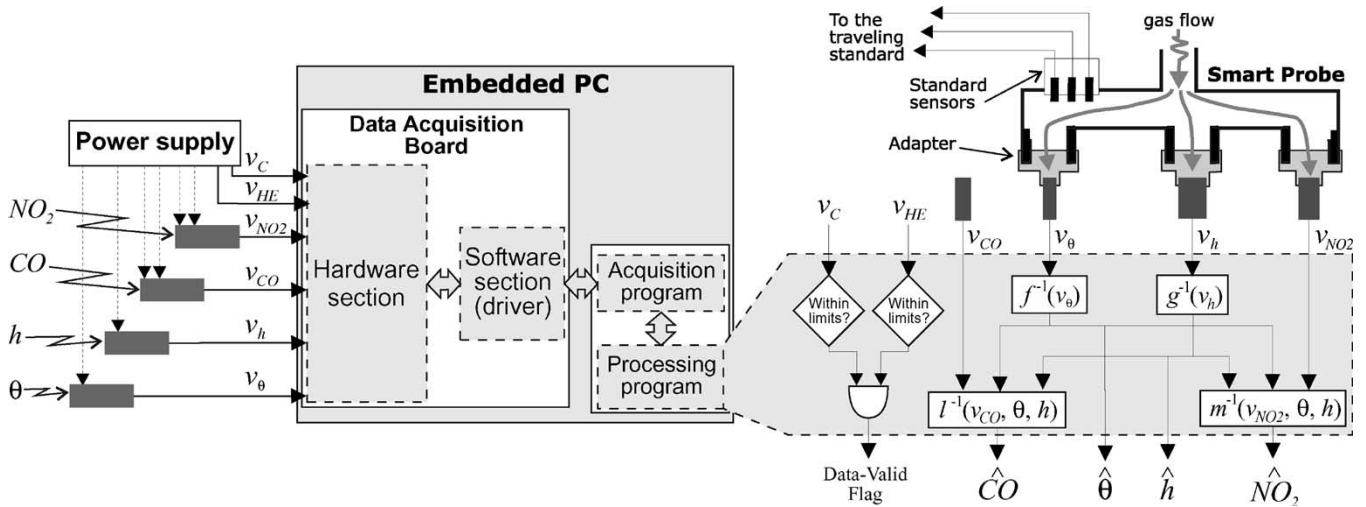 To the
traveling
standard
gas flow
Standard
sensors
Smart Probe
Adapter
Embedded PC
Data Acquisition
Board
Power supply
v_C
v_HE
NO_2
v_NO2
CO
v_CO
h
v_h
θ
v_θ
Hardware
section
Software
section
(driver)
Acquisition
program
Processing
program
v_C
v_HE
v_CO
v_θ
v_h
v_NO2
Within
limits?
Within
limits?
f^-1(v_θ)
g^-1(v_h)
l^-1(v_CO, θ, h)
m^-1(v_NO2, θ, h)
Data-Valid
Flag
ĈO
θ̂
ĥ
N̂O_2